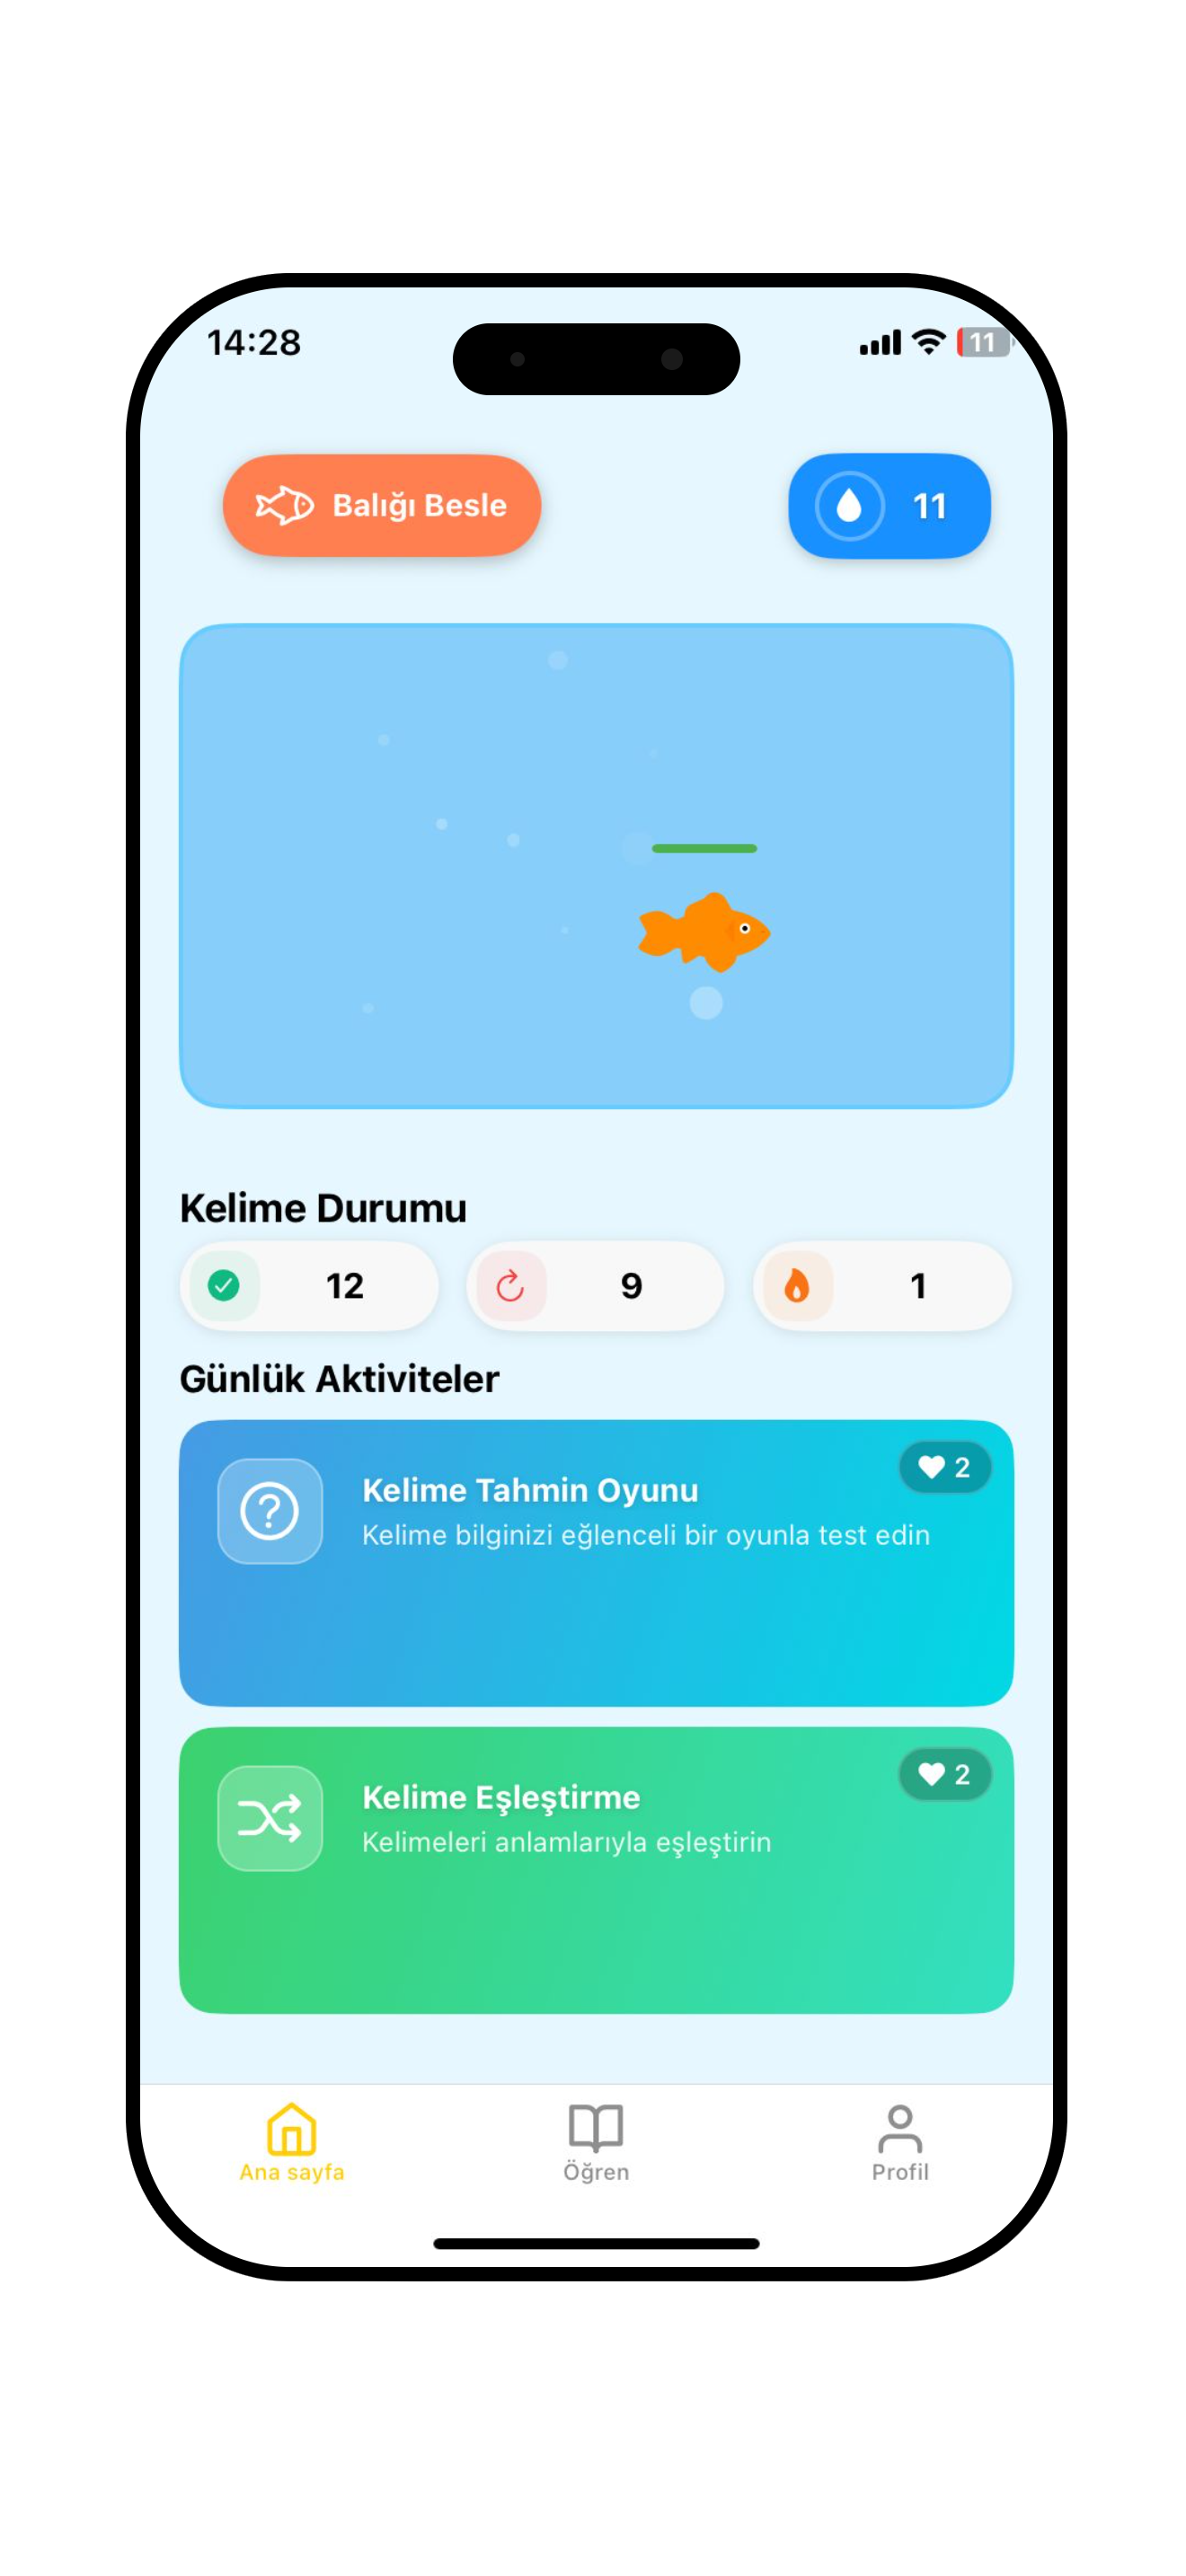 14:28
11
Balığı Besle
11
Kelime Durumu
12
9
1
Günlük Aktiviteler
2
Kelime Tahmin Oyunu
Kelime bilginizi eğlenceli bir oyunla test edin
2
Kelime Eşleştirme
Kelimeleri anlamlarıyla eşleştirin
Ana sayfa
Öğren
Profil